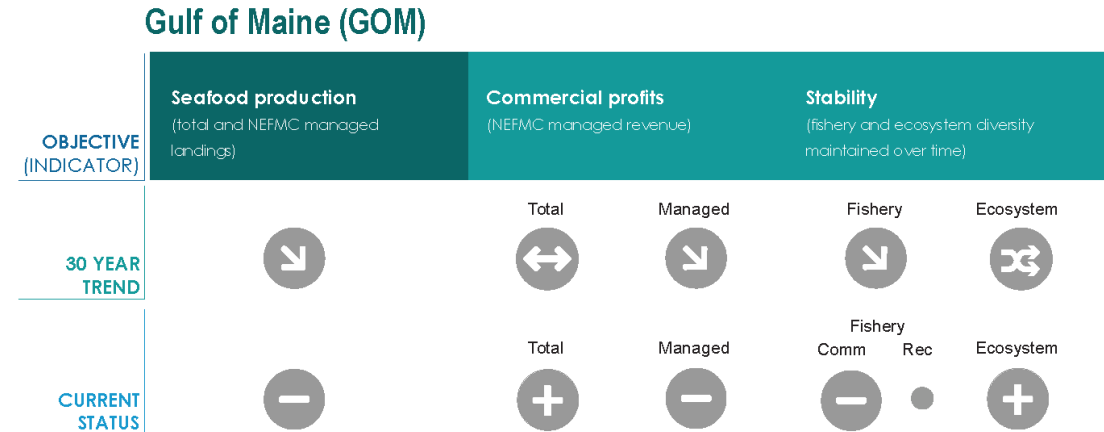 Gulf of Maine (GOM)
OBJECTIVE
(INDICATOR)
Seafood production
(total and NEFMC managed
landings)
Commercial profits
(NEFMC managed revenue)
Stability
(fishery and ecosystem diversity
maintained over time)
30 YEAR
TREND
Total
Managed
Fishery
Ecosystem
CURRENT
STATUS
Total
Managed
Fishery
Comm
Rec
Ecosystem